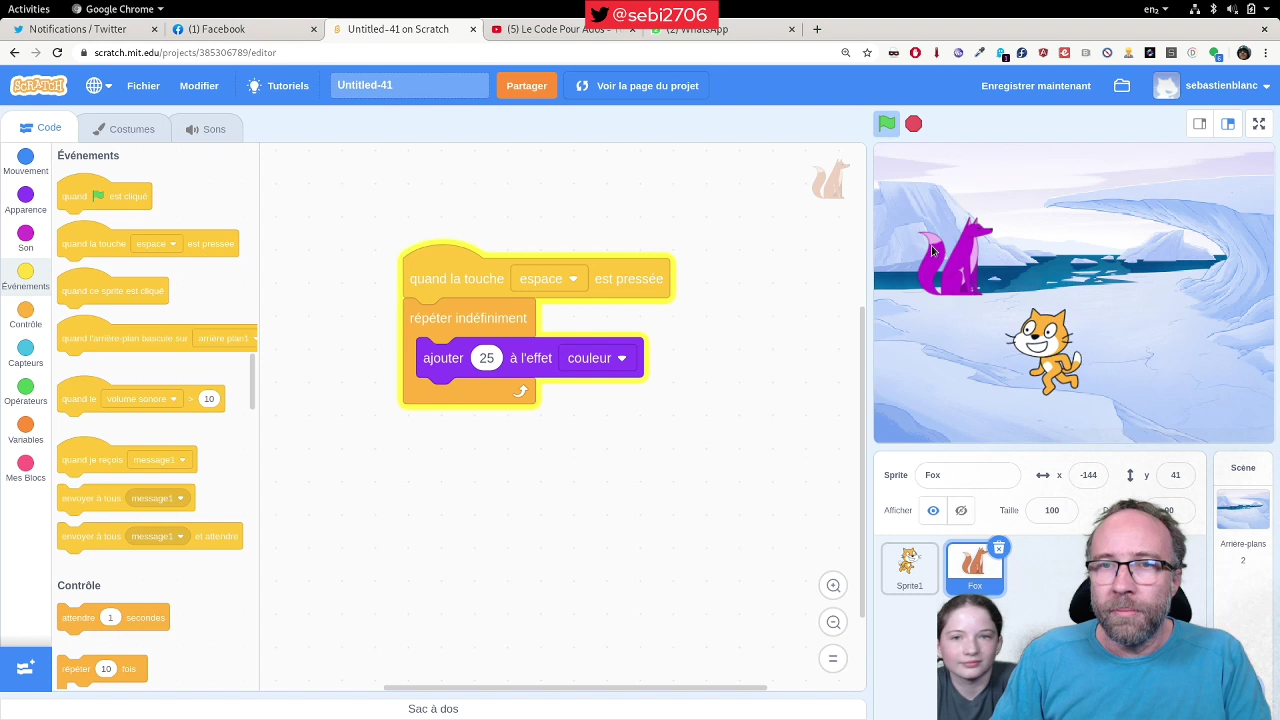 @sebi2706
Activities
Google Chrome
en2
Notifications / Twitter
(1) Facebook
Untitled-41 on Scratch
(5) Le Code Pour Ados -
(2) WhatsApp
scratch.mit.edu/projects/385306789/editor
SCRATCH
Fichier
Modifier
Tutoriels
Untitled-41
Partager
Voir la page du projet
Enregistrer maintenant
sebastienblanc
Code
Costumes
Sons
Mouvement
Apparence
Son
Événements
Contrôle
Capteurs
Opérateurs
Variables
Mes Blocs
Événements
quand est cliqué
quand la touche espace est pressée
quand ce sprite est cliqué
quand l'arrière-plan bascule sur arrière plan1
quand le volume sonore > 10
quand je reçois message1
envoyer à tous message1
envoyer à tous message1 et attendre
Contrôle
attendre 1 secondes
répéter 10 fois
quand la touche espace est pressée
répéter indéfiniment
ajouter 25 à l'effet couleur
Sac à dos
Sprite
Fox
x
-144
y
41
Afficher
Taille
100
Sprite1
Fox
Scène
Arrière-plans
2